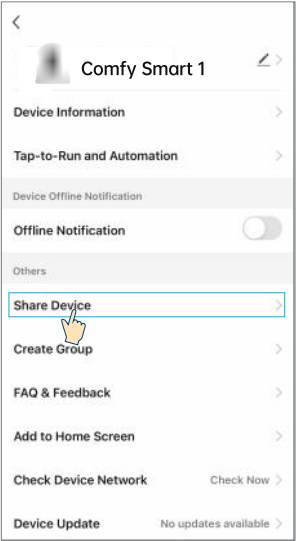 Comfy Smart 1
Device Information
Tap-to-Run and Automation
Device Offline Notification
Offline Notification
Others
Share Device
Create Group
FAQ & Feedback
Add to Home Screen
Check Device Network Check Now
Device Update No updates available